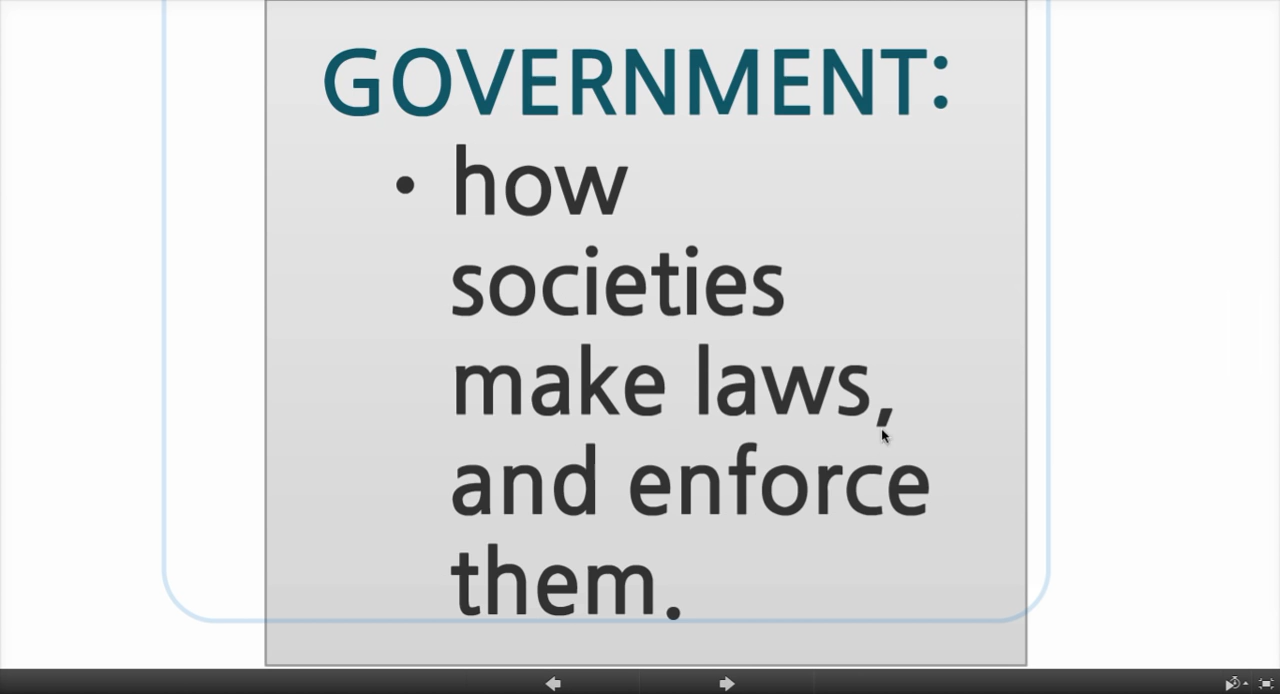 GOVERNMENT:
• how
societies
make laws,
and enforce
them.